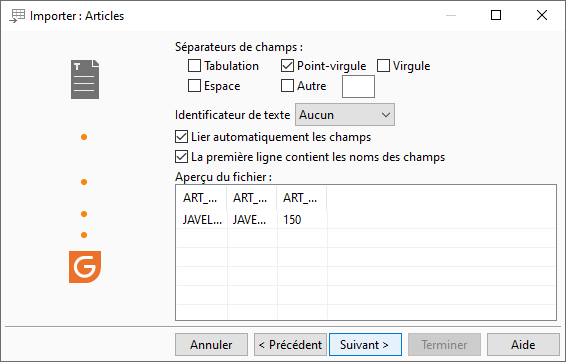 Importer : Articles
Séparateurs de champs :
Tabulation Point-virgule Virgule
Espace Autre
Identificateur de texte Aucun
Lier automatiquement les champs
La première ligne contient les noms des champs
Aperçu du fichier :
ART_... ART_... ART_...
JAVEL... JAVE... 150
Annuler < Précédent Suivant > Terminer Aide